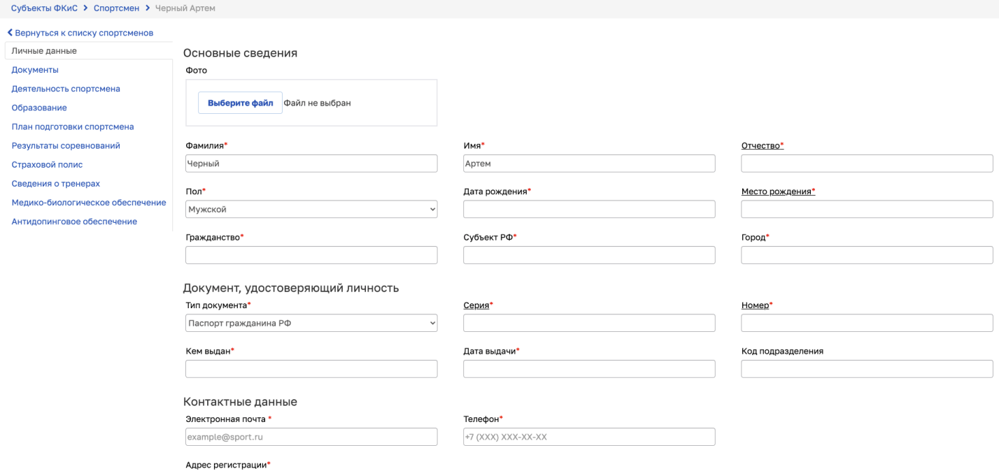 Субъекты ФКиС > Спортсмен > Черный Артем
Вернуться к списку спортсменов
Личные данные
Документы
Деятельность спортсмена
Образование
План подготовки спортсмена
Результаты соревнований
Страховой полис
Сведения о тренерах
Медико-биологическое обеспечение
Антидопинговое обеспечение
Основные сведения
Фото
Выберите файл Файл не выбран
Фамилия* Имя* Отчество*
Черный Артем
Пол* Дата рождения* Место рождения*
Мужской
Гражданство* Субъект РФ* Город*
Документ, удостоверяющий личность
Тип документа* Серия* Номер*
Паспорт гражданина РФ
Кем выдан* Дата выдачи* Код подразделения
Контактные данные
Электронная почта * Телефон*
example@sport.ru +7 (XXX) XXX-XX-XX
Адрес регистрации*